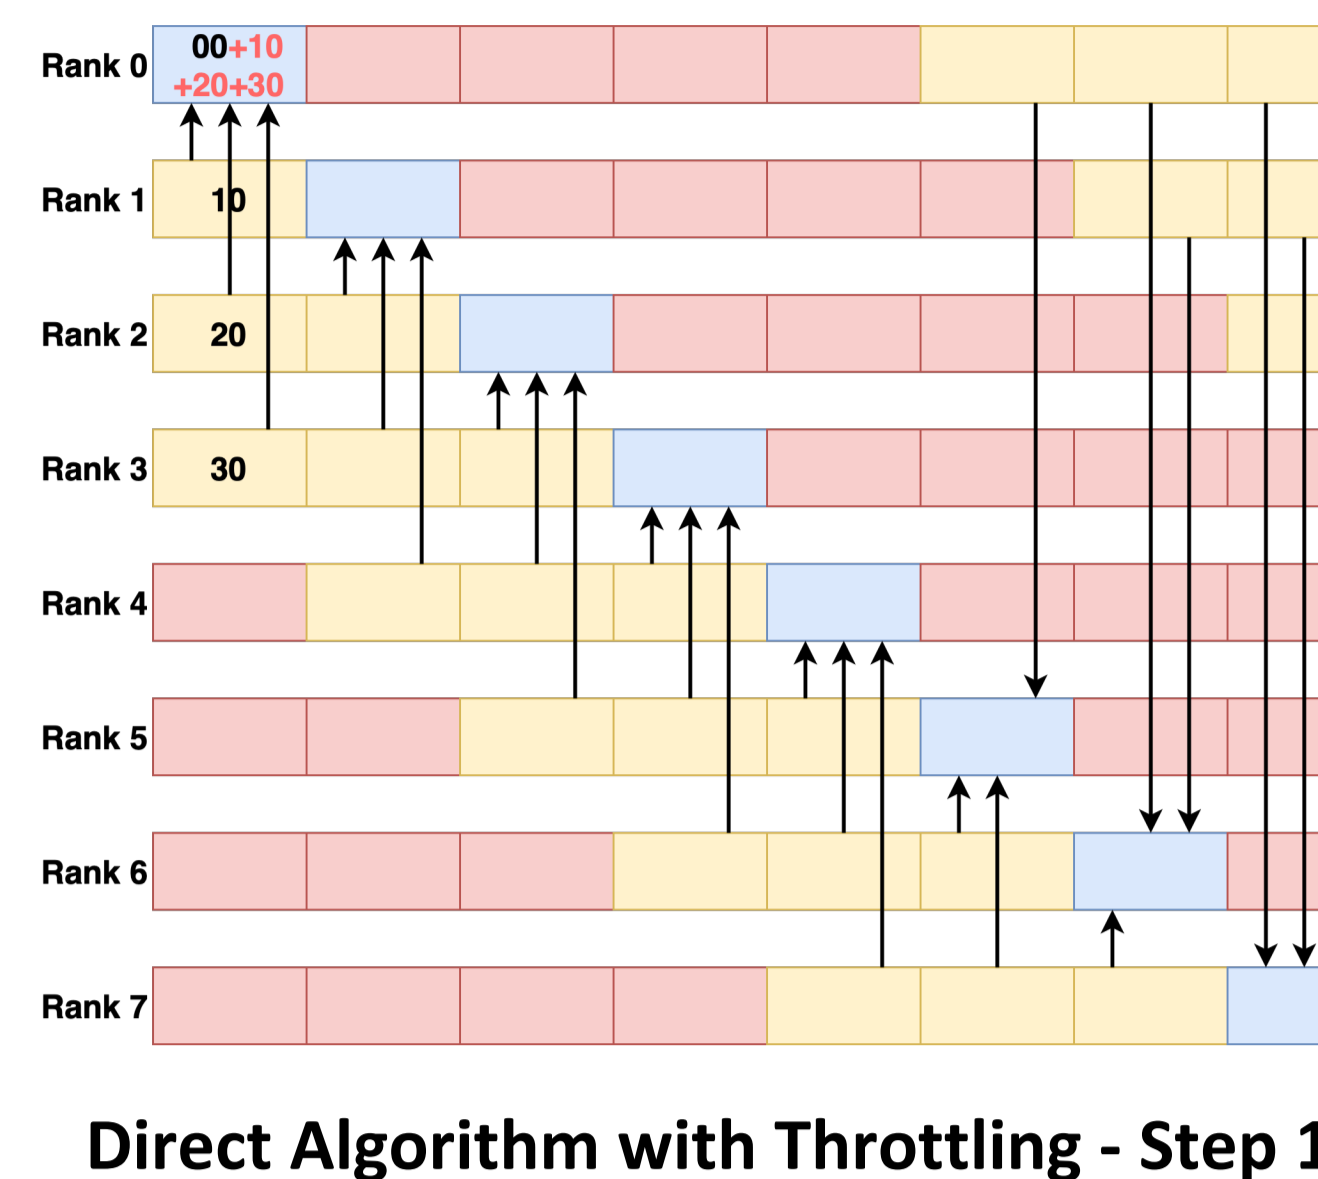 Rank 0
00+10
+20+30
Rank 1
10
Rank 2
20
Rank 3
30
Rank 4
Rank 5
Rank 6
Rank 7
Direct Algorithm with Throttling - Step 1